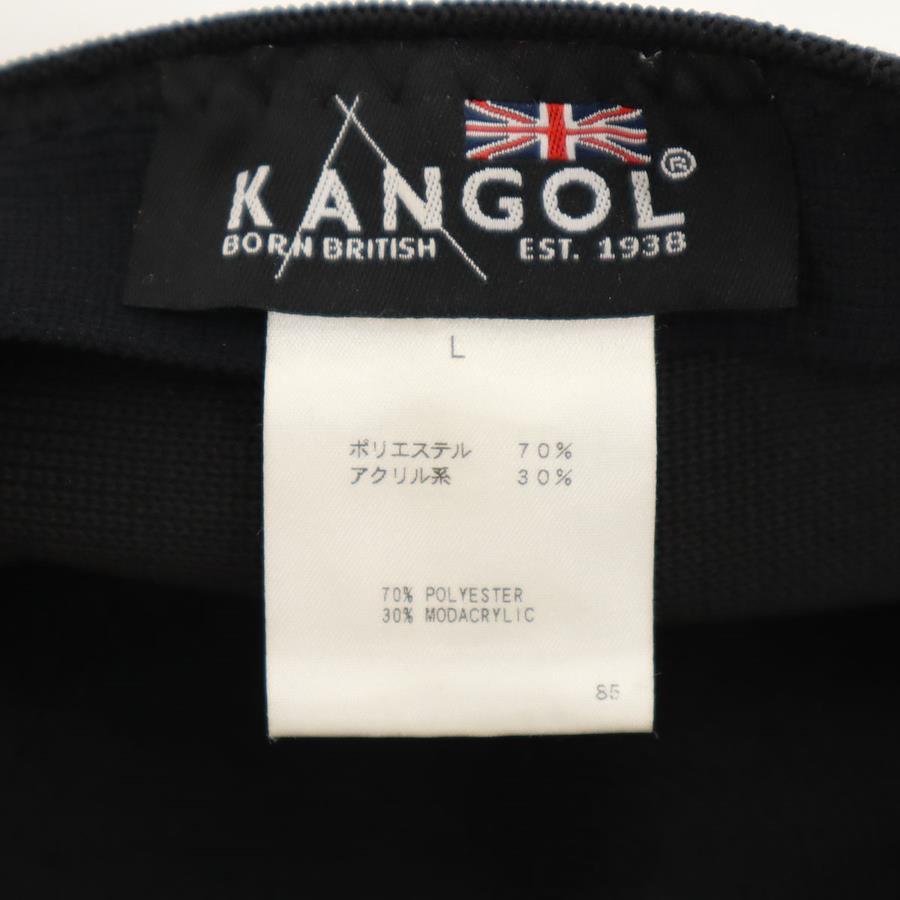 KANGOL®
BORN BRITISH EST. 1938
L
ポリエステル 70%
アクリル系 30%
70% POLYESTER
30% MODACRYLIC
85